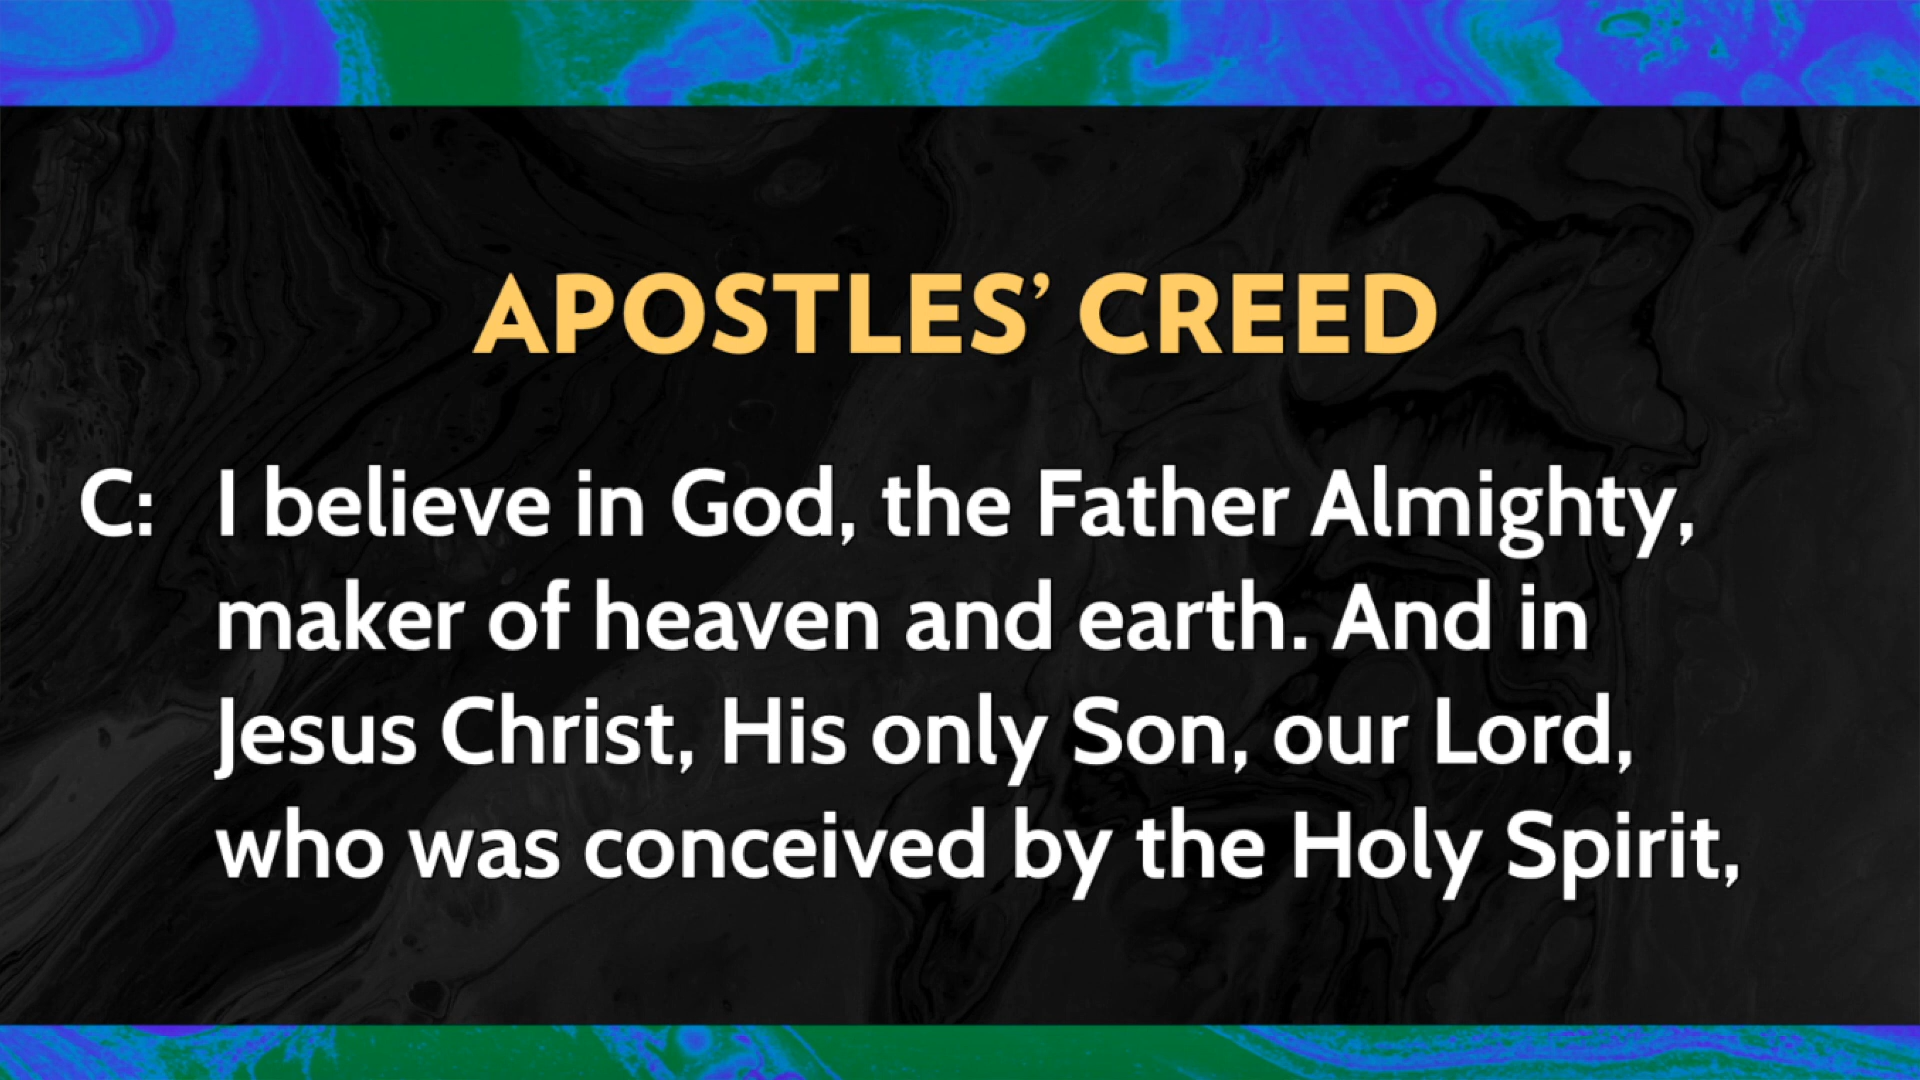 APOSTLES’ CREED
C: I believe in God, the Father Almighty,
maker of heaven and earth. And in
Jesus Christ, His only Son, our Lord,
who was conceived by the Holy Spirit,